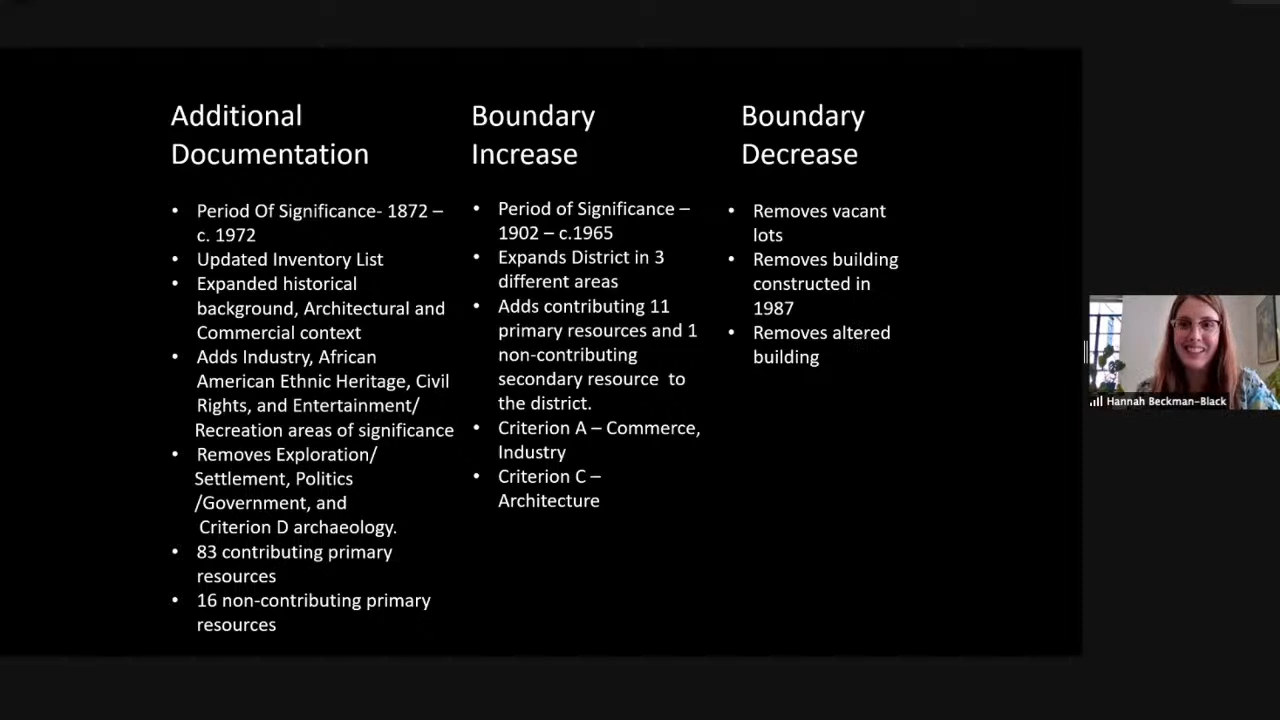 Additional
Documentation
• Period Of Significance- 1872 –
c. 1972
• Updated Inventory List
• Expanded historical
background, Architectural and
Commercial context
• Adds Industry, African
American Ethnic Heritage, Civil
Rights, and Entertainment/
Recreation areas of significance
• Removes Exploration/
Settlement, Politics
/Government, and
Criterion D archaeology.
• 83 contributing primary
resources
• 16 non-contributing primary
resources
Boundary
Increase
• Period of Significance –
1902 – c.1965
• Expands District in 3
different areas
• Adds contributing 11
primary resources and 1
non-contributing
secondary resource to
the district.
• Criterion A – Commerce,
Industry
• Criterion C –
Architecture
Boundary
Decrease
• Removes vacant
lots
• Removes building
constructed in
1987
• Removes altered
building
Hannah Beckman-Black